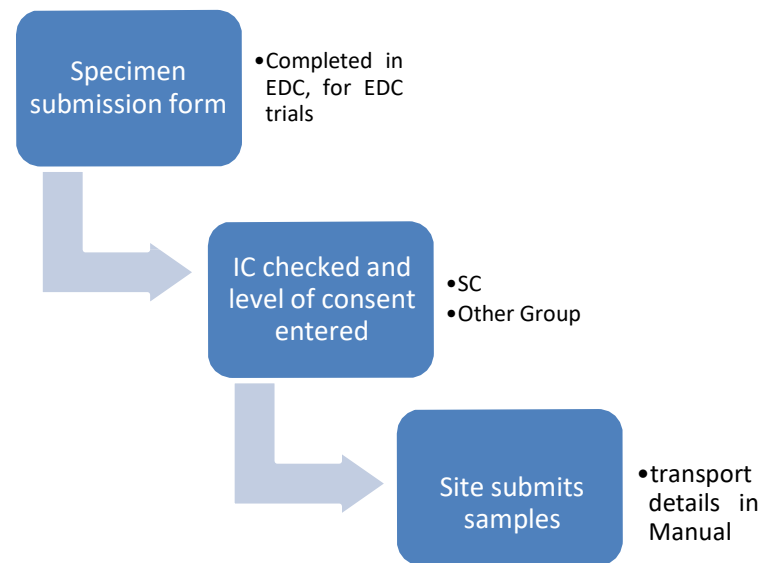 Specimen
submission form
•Completed in
EDC, for EDC
trials
IC checked and
level of consent
entered
•SC
•Other Group
Site submits
samples
•transport
details in
Manual